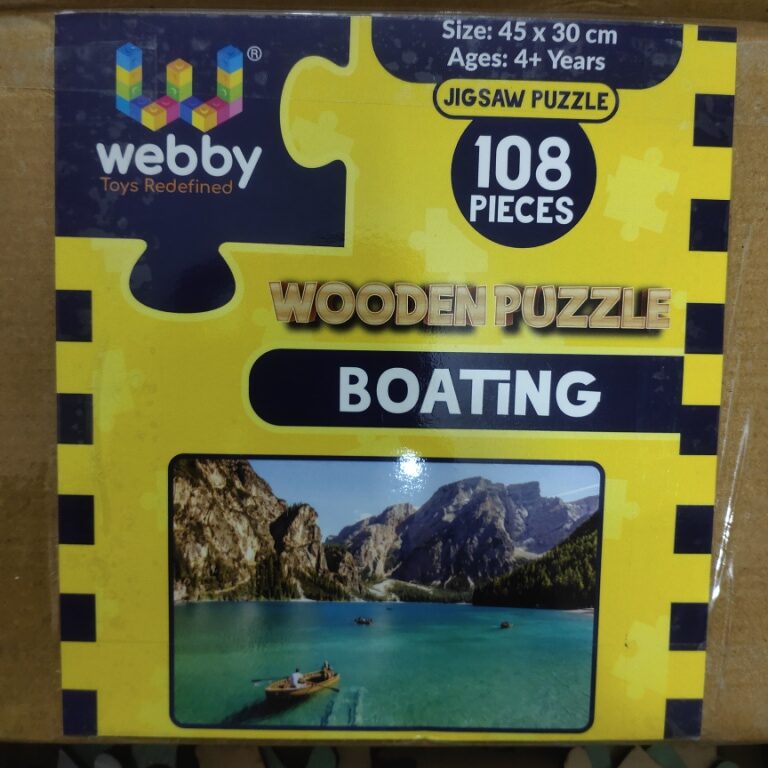 ®
webby
Toys Redefined
Size: 45 x 30 cm
Ages: 4+ Years
JIGSAW PUZZLE
108
PIECES
WOODEN PUZZLE
BOATING